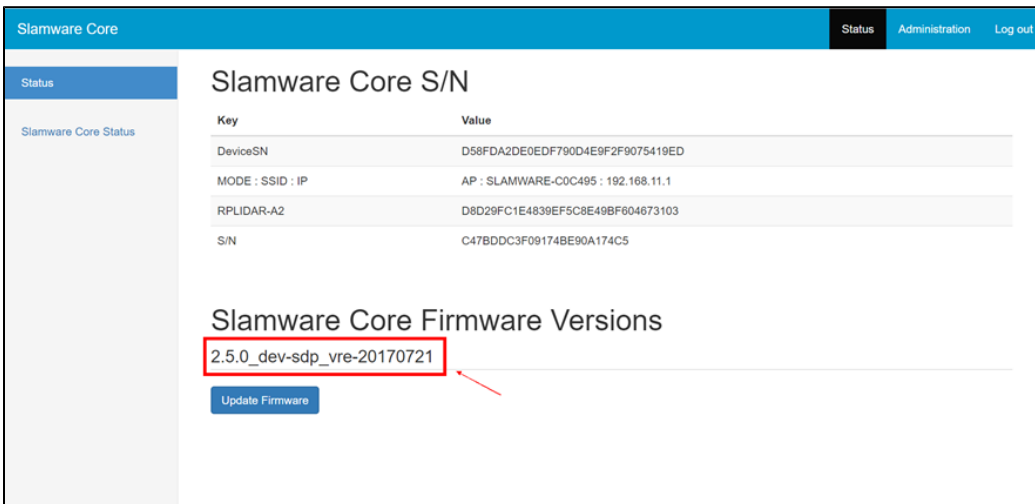 Slamware Core Status Administration Log out
Status
Slamware Core Status
Slamware Core S/N
Key Value
DeviceSN D58FDA2DE0EDF790D4E9F2F9075419ED
MODE : SSID : IP AP : SLAMWARE-C0C495 : 192.168.11.1
RPLIDAR-A2 D8D29FC1E4839EF5C8E49BF604673103
S/N C47BDDC3F09174BE90A174C5
Slamware Core Firmware Versions
2.5.0_dev-sdp_vre-20170721
Update Firmware